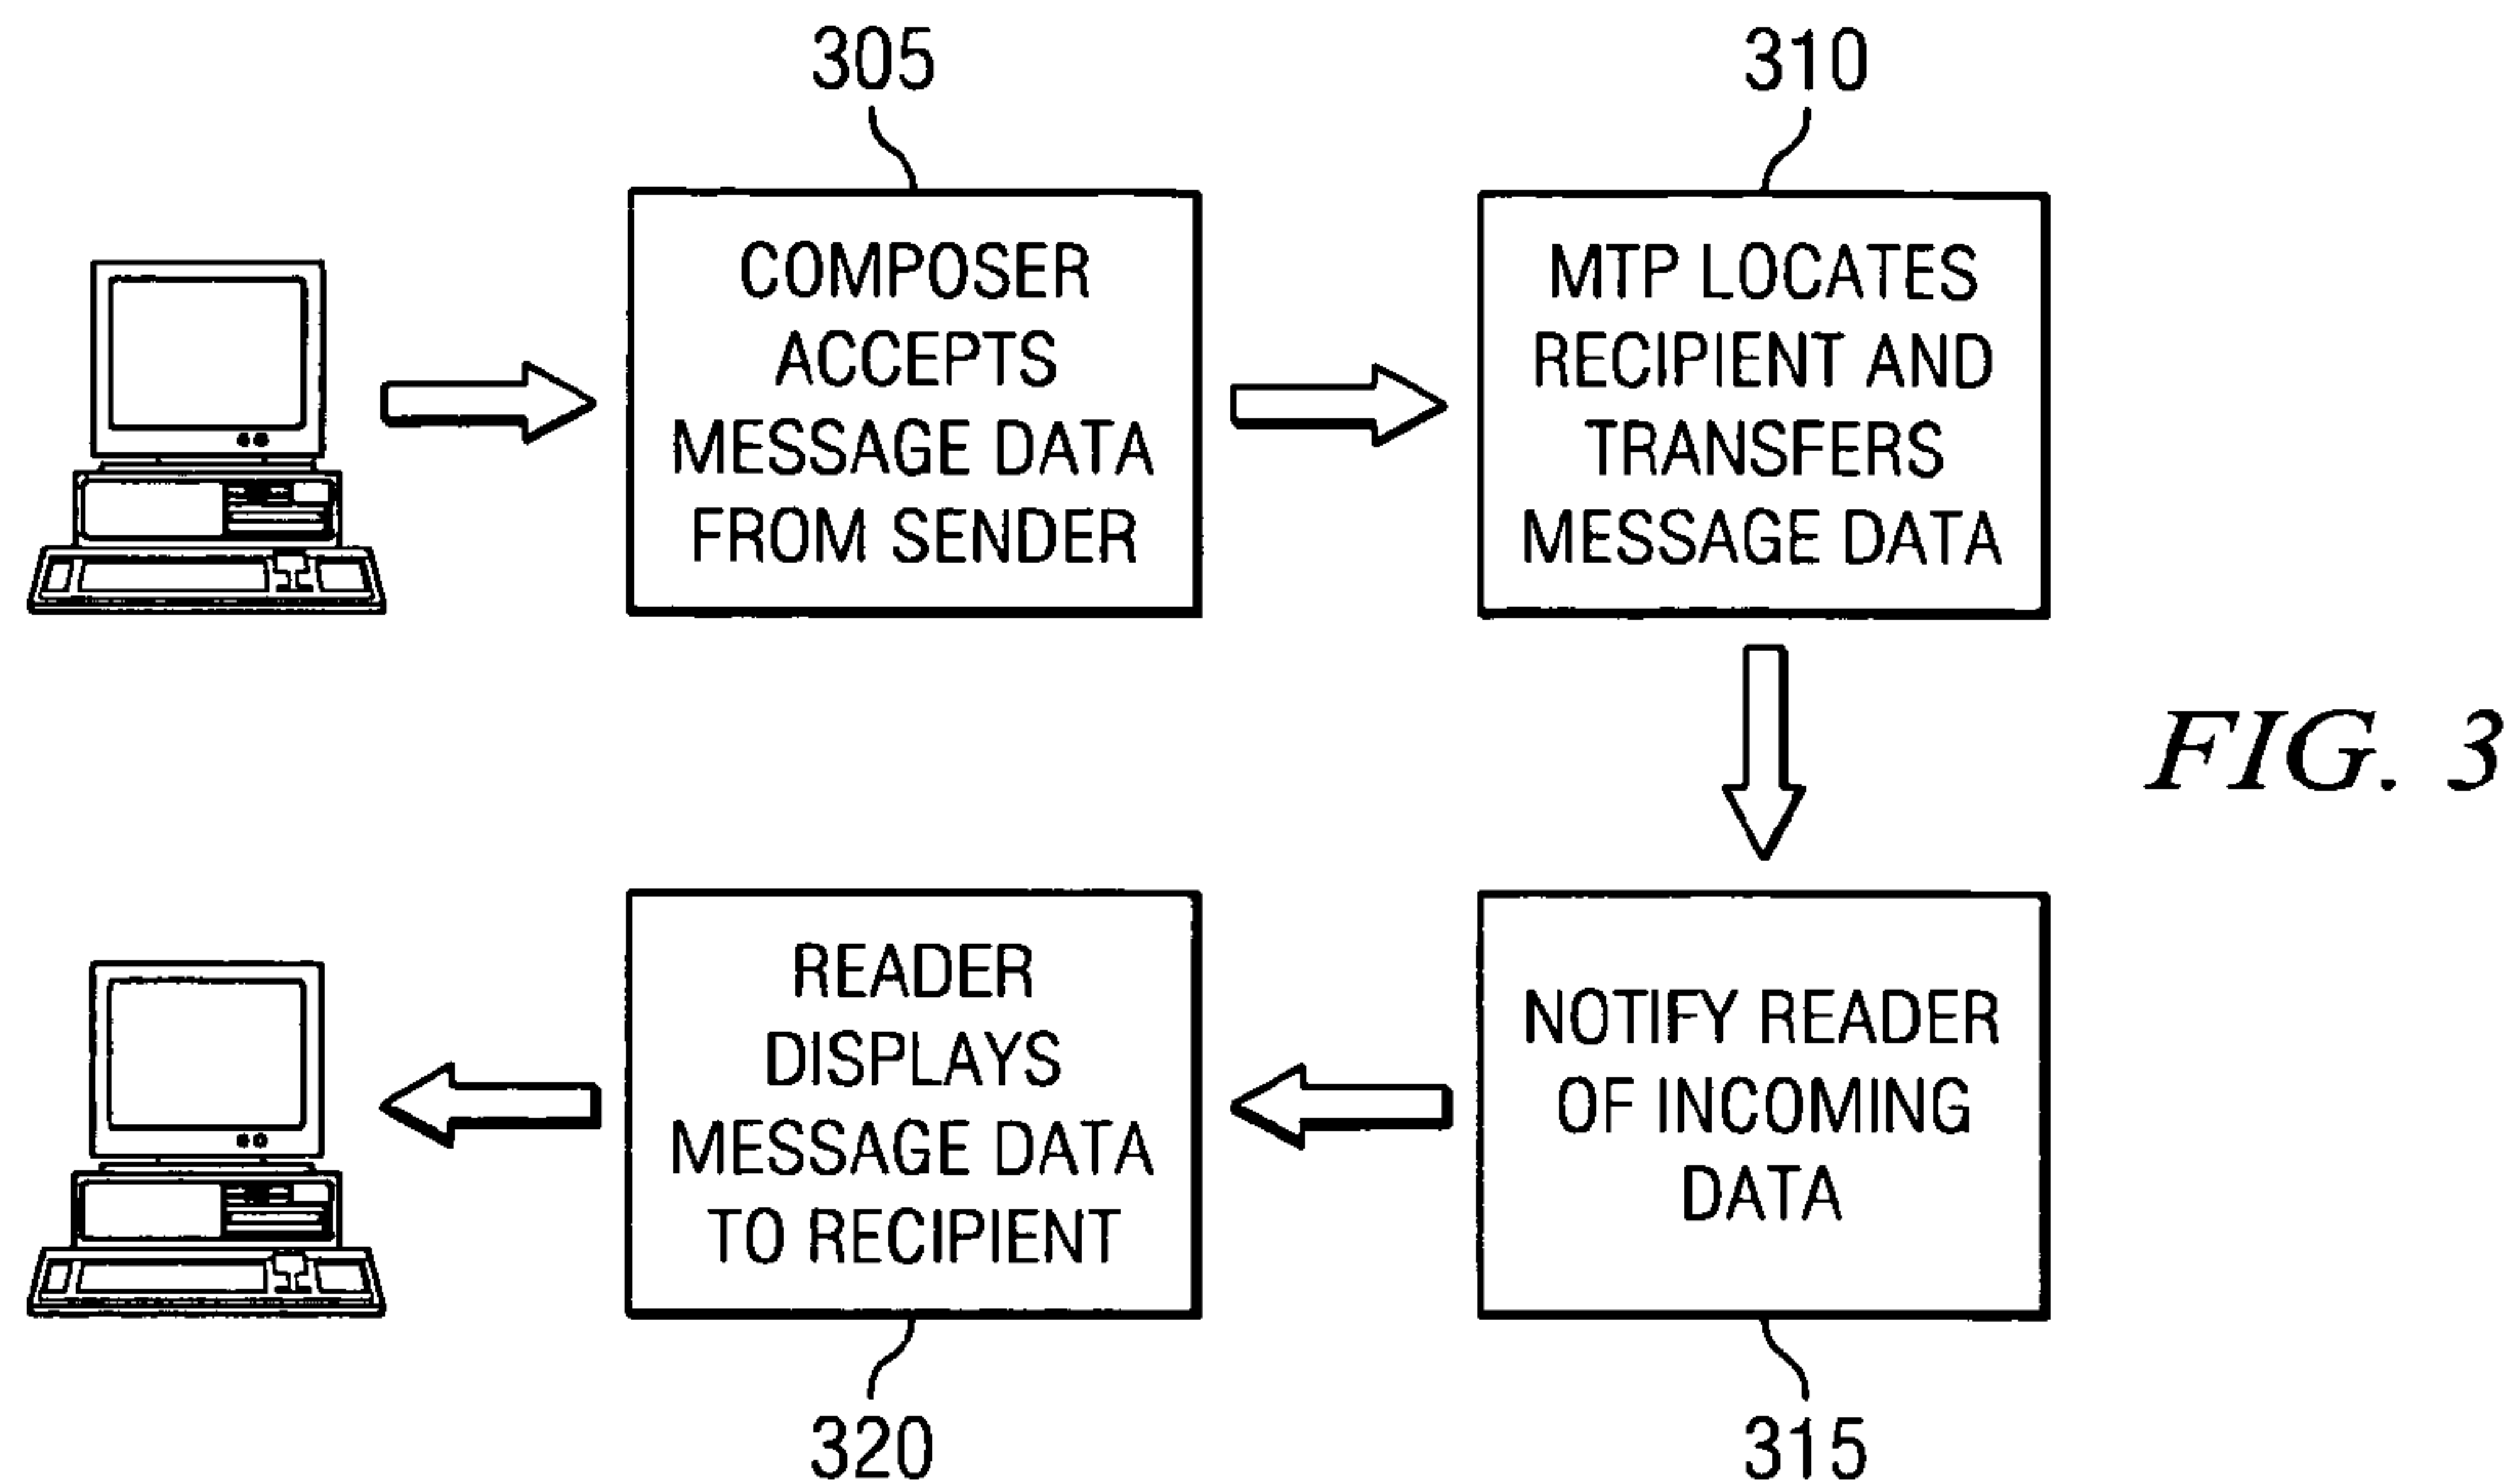 305
COMPOSER
ACCEPTS
MESSAGE DATA
FROM SENDER
310
MTP LOCATES
RECIPIENT AND
TRANSFERS
MESSAGE DATA
FIG. 3
NOTIFY READER
OF INCOMING
DATA
315
READER
DISPLAYS
MESSAGE DATA
TO RECIPIENT
320